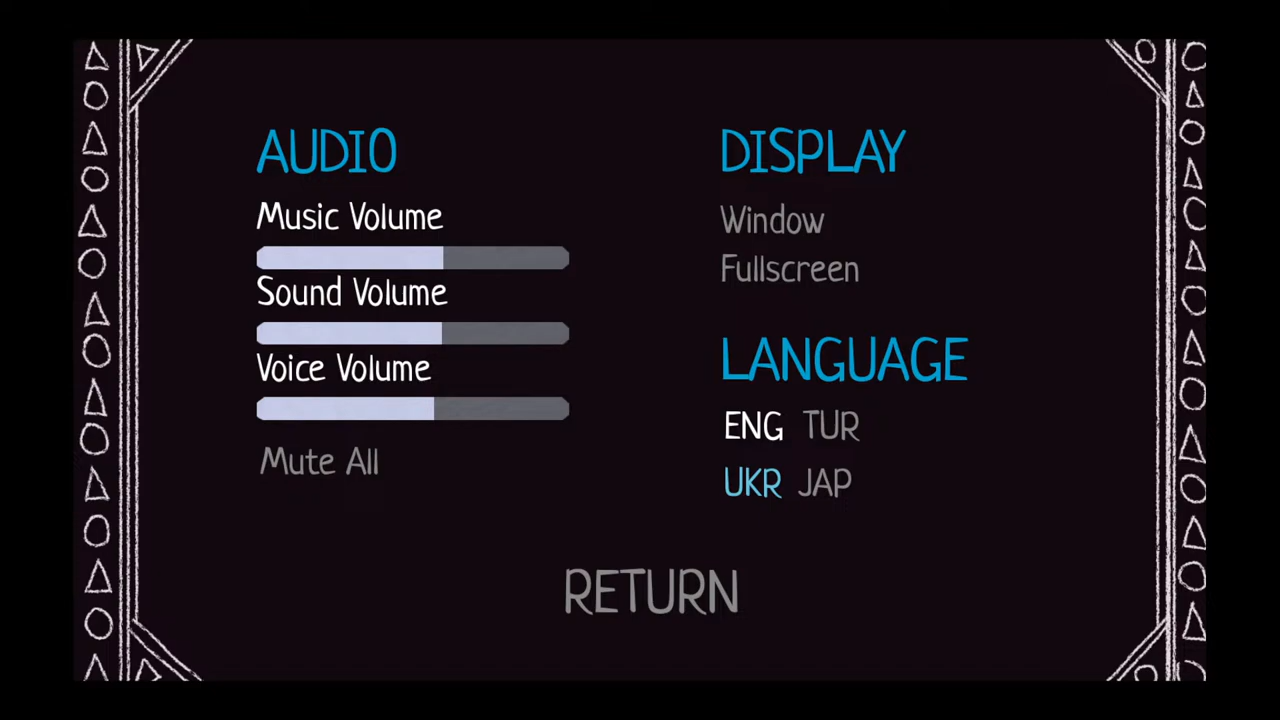 AUDIO
Music Volume
Sound Volume
Voice Volume
Mute All
DISPLAY
Window
Fullscreen
LANGUAGE
ENG TUR
UKR JAP
RETURN